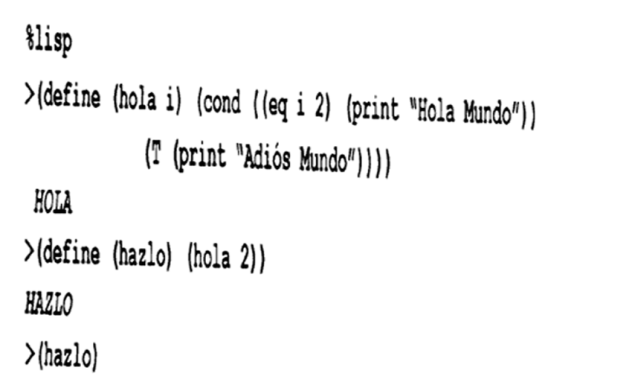 %lisp
>(define (hola i) (cond ((eq i 2) (print "Hola Mundo"))
(T (print "Adiós Mundo"))))
HOLA
>(define (hazlo) (hola 2))
HAZLO
>(hazlo)